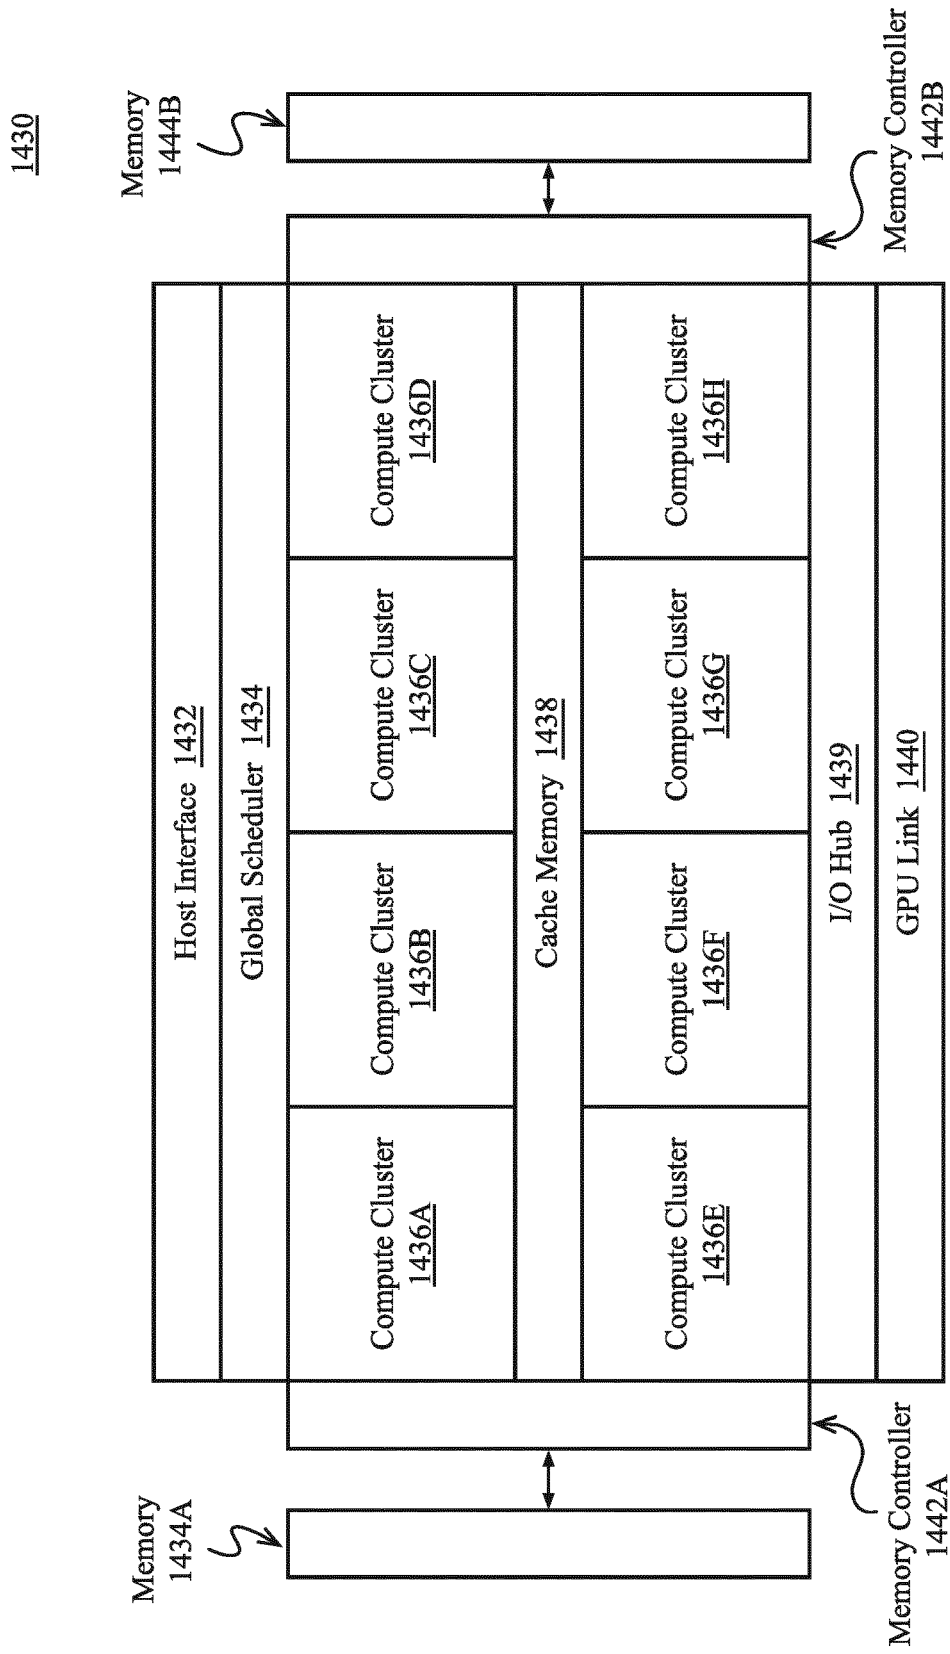 1430
Host Interface 1432
Global Scheduler 1434
Memory
1434A
Memory
1444B
Compute Cluster
1436A
Compute Cluster
1436B
Compute Cluster
1436C
Compute Cluster
1436D
Cache Memory 1438
Compute Cluster
1436E
Compute Cluster
1436F
Compute Cluster
1436G
Compute Cluster
1436H
I/O Hub 1439
GPU Link 1440
Memory Controller
1442A
Memory Controller
1442B